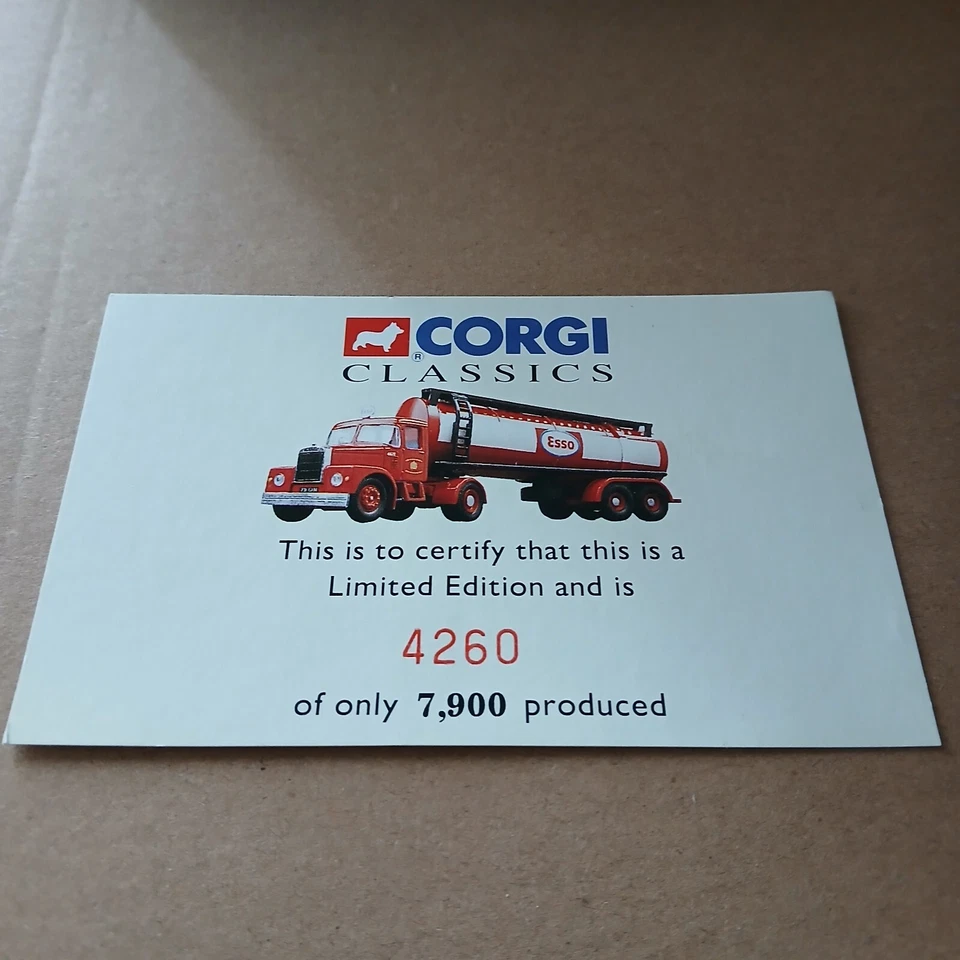 ® CORGI
CLASSICS
Esso
This is to certify that this is a
Limited Edition and is
4260
of only 7,900 produced